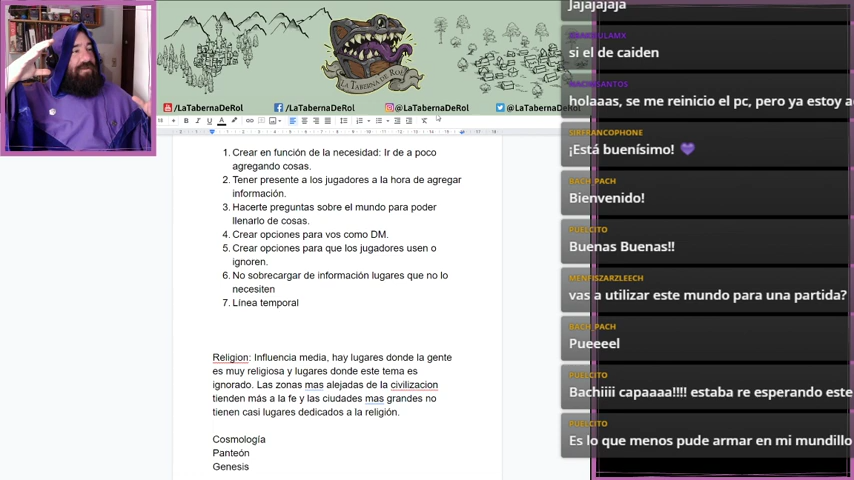 LA TABERNA DE ROL
/LaTabernaDeRol
/LaTabernaDeRol
@LaTabernaDeRol
@LaTabernaDeRol
1. Crear en función de la necesidad: Ir de a poco
agregando cosas.
2. Tener presente a los jugadores a la hora de agregar
información.
3. Hacerte preguntas sobre el mundo para poder
llenarlo de cosas.
4. Crear opciones para vos como DM.
5. Crear opciones para que los jugadores usen o
ignoren.
6. No sobrecargar de información lugares que no lo
necesiten
7. Línea temporal
Religion: Influencia media, hay lugares donde la gente
es muy religiosa y lugares donde este tema es
ignorado. Las zonas mas alejadas de la civilizacion
tienden más a la fe y las ciudades mas grandes no
tienen casi lugares dedicados a la religión.
Cosmología
Panteón
Genesis
Jajajajaja
si el de caiden
holaaas, se me reinicio el pc, pero ya estoy a
SIRFRANCOPHONE
¡Está buenísimo!
BACH_PACH
Bienvenido!
PUELCITO
Buenas Buenas!!
MENFISZARZLEECH
vas a utilizar este mundo para una partida?
BACH_PACH
Pueeeel
PUELCITO
Bachiiii capaaaa!!!! estaba re esperando este
PUELCITO
Es lo que menos pude armar en mi mundillo